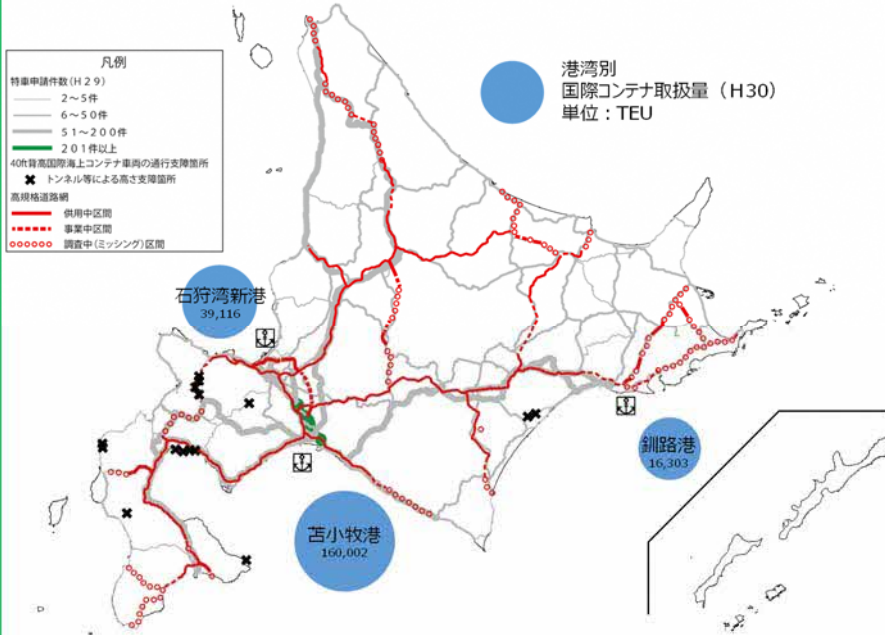 凡例
特車申請件数(H29)
2～5件
6～50件
51～200件
201件以上
40ft背高国際海上コンテナ車両の通行支障箇所
トンネル等による高さ支障箇所
高規格道路網
供用中区間
事業中区間
調査中(ミッシング)区間
港湾別
国際コンテナ取扱量（H30）
単位：TEU
石狩湾新港
39,116
釧路港
16,303
苫小牧港
160,002